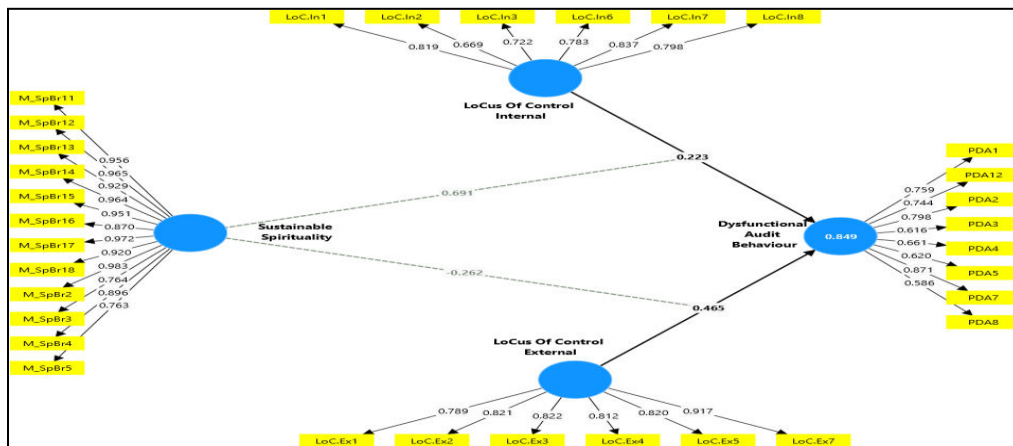 LoC.In1 LoC.In2 LoC.In3 LoC.In6 LoC.In7 LoC.In8
0.819 0.669 0.722 0.783 0.837 0.798
LoCus Of Control
Internal
M_SpBr11
M_SpBr12
M_SpBr13
M_SpBr14
M_SpBr15
M_SpBr16
M_SpBr17
M_SpBr18
M_SpBr2
M_SpBr3
M_SpBr4
M_SpBr5
0.956
0.965
0.929
0.964
0.951
0.870
0.972
0.920
0.983
0.764
0.896
0.763
Sustainable
Spirituality
0.223
0.691
-0.262
0.465
Dysfunctional
Audit
Behaviour
0.849
0.759
0.744
0.798
0.616
0.661
0.620
0.871
0.586
PDA1
PDA12
PDA2
PDA3
PDA4
PDA5
PDA7
PDA8
LoCus Of Control
External
0.789 0.821 0.822 0.812 0.820 0.917
LoC.Ex1 LoC.Ex2 LoC.Ex3 LoC.Ex4 LoC.Ex5 LoC.Ex7